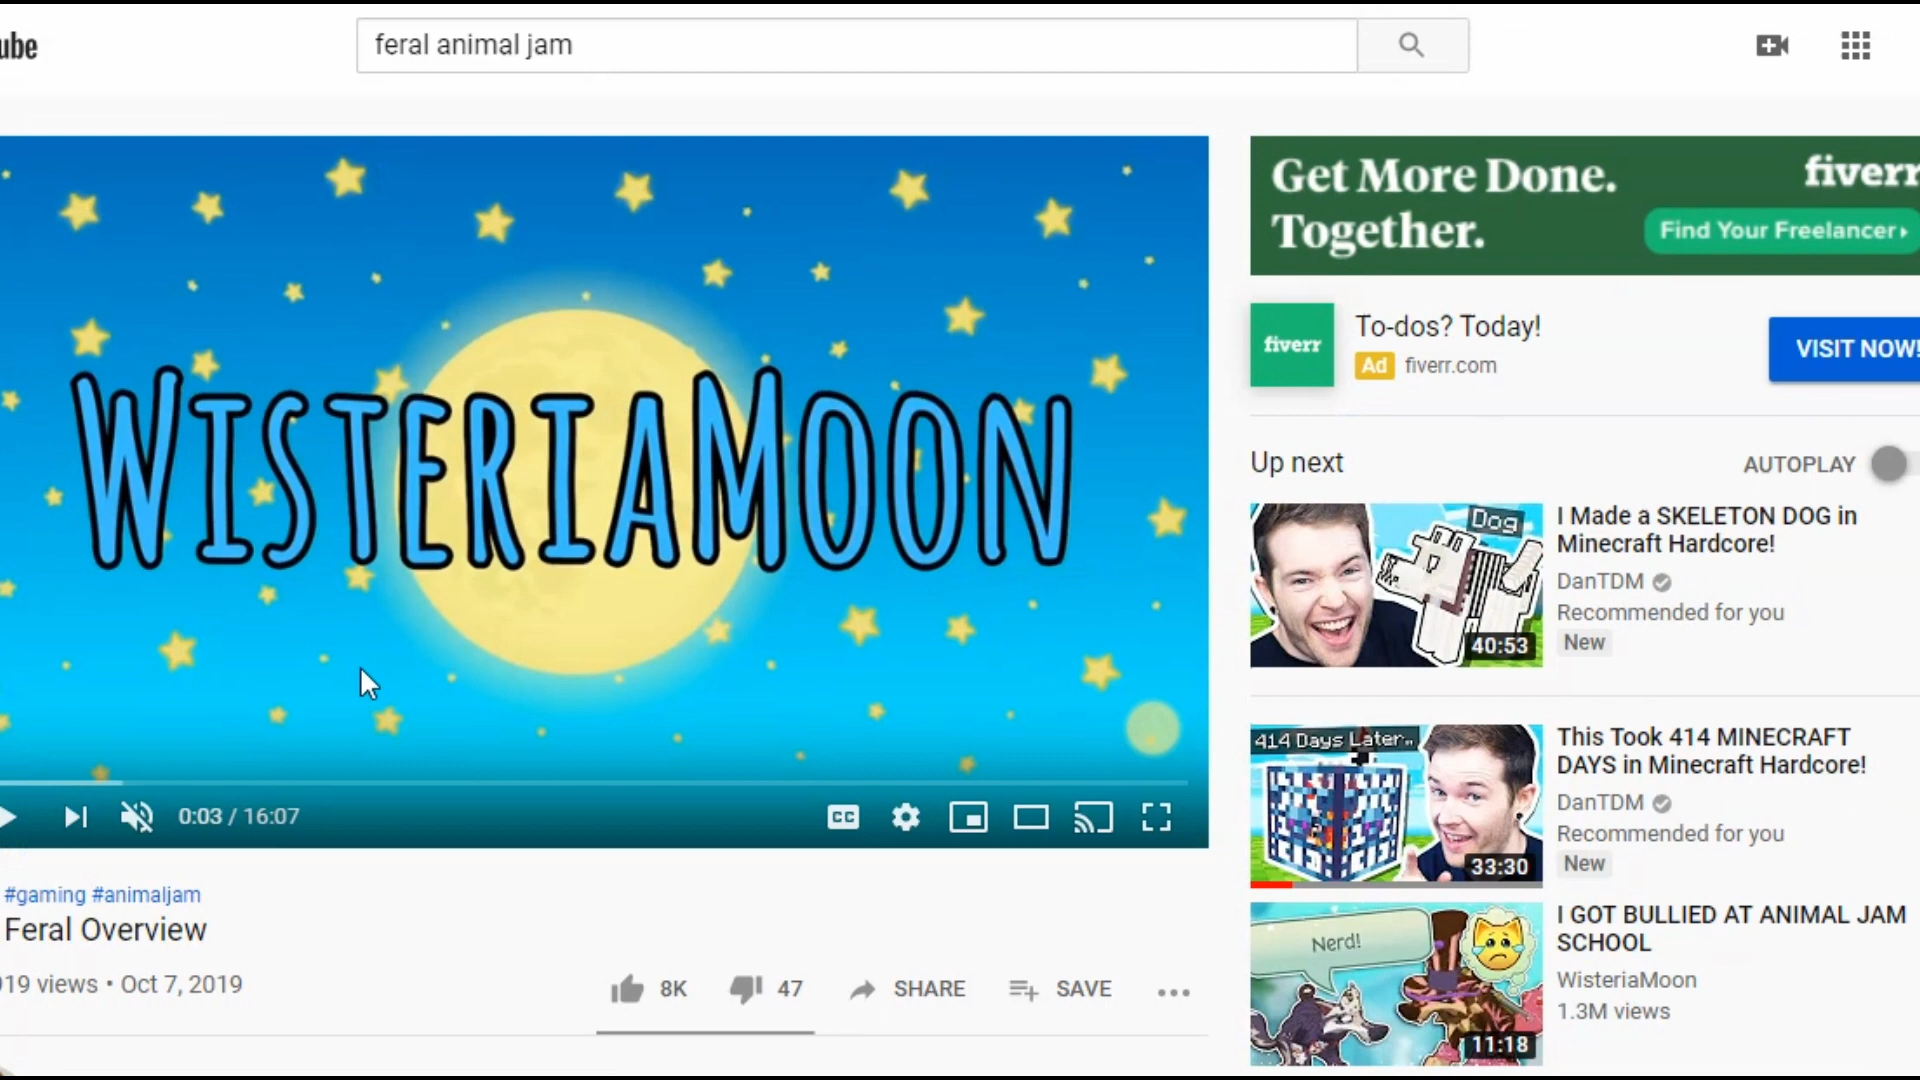 ube
feral animal jam
WISTERIAMOON
0:03 / 16:07
CC
#gaming #animaljam
Feral Overview
019 views • Oct 7, 2019
8K
47
SHARE
SAVE
Get More Done.
Together.
fiverr
Find Your Freelancer
fiverr
To-dos? Today!
Ad fiverr.com
VISIT NOW!
Up next
AUTOPLAY
Dog
40:53
I Made a SKELETON DOG in
Minecraft Hardcore!
DanTDM
Recommended for you
New
414 Days Later..
33:30
This Took 414 MINECRAFT
DAYS in Minecraft Hardcore!
DanTDM
Recommended for you
New
Nerd!
11:18
I GOT BULLIED AT ANIMAL JAM
SCHOOL
WisteriaMoon
1.3M views